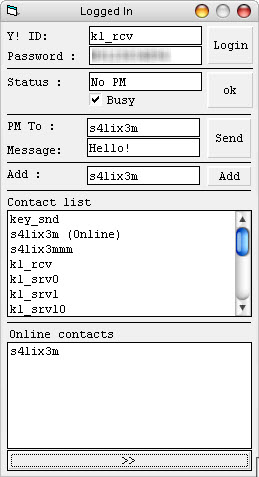 Logged In
Y! ID: kl_rcv
Login
Password :
Status : No PM
Busy
ok
PM To : s4lix3m
Message: Hello!
Send
Add : s4lix3m Add
Contact list
key_snd
s4lix3m (Online)
s4lix3mmm
kl_rcv
kl_srv0
kl_srv1
kl_srv10
Online contacts
s4lix3m
>>